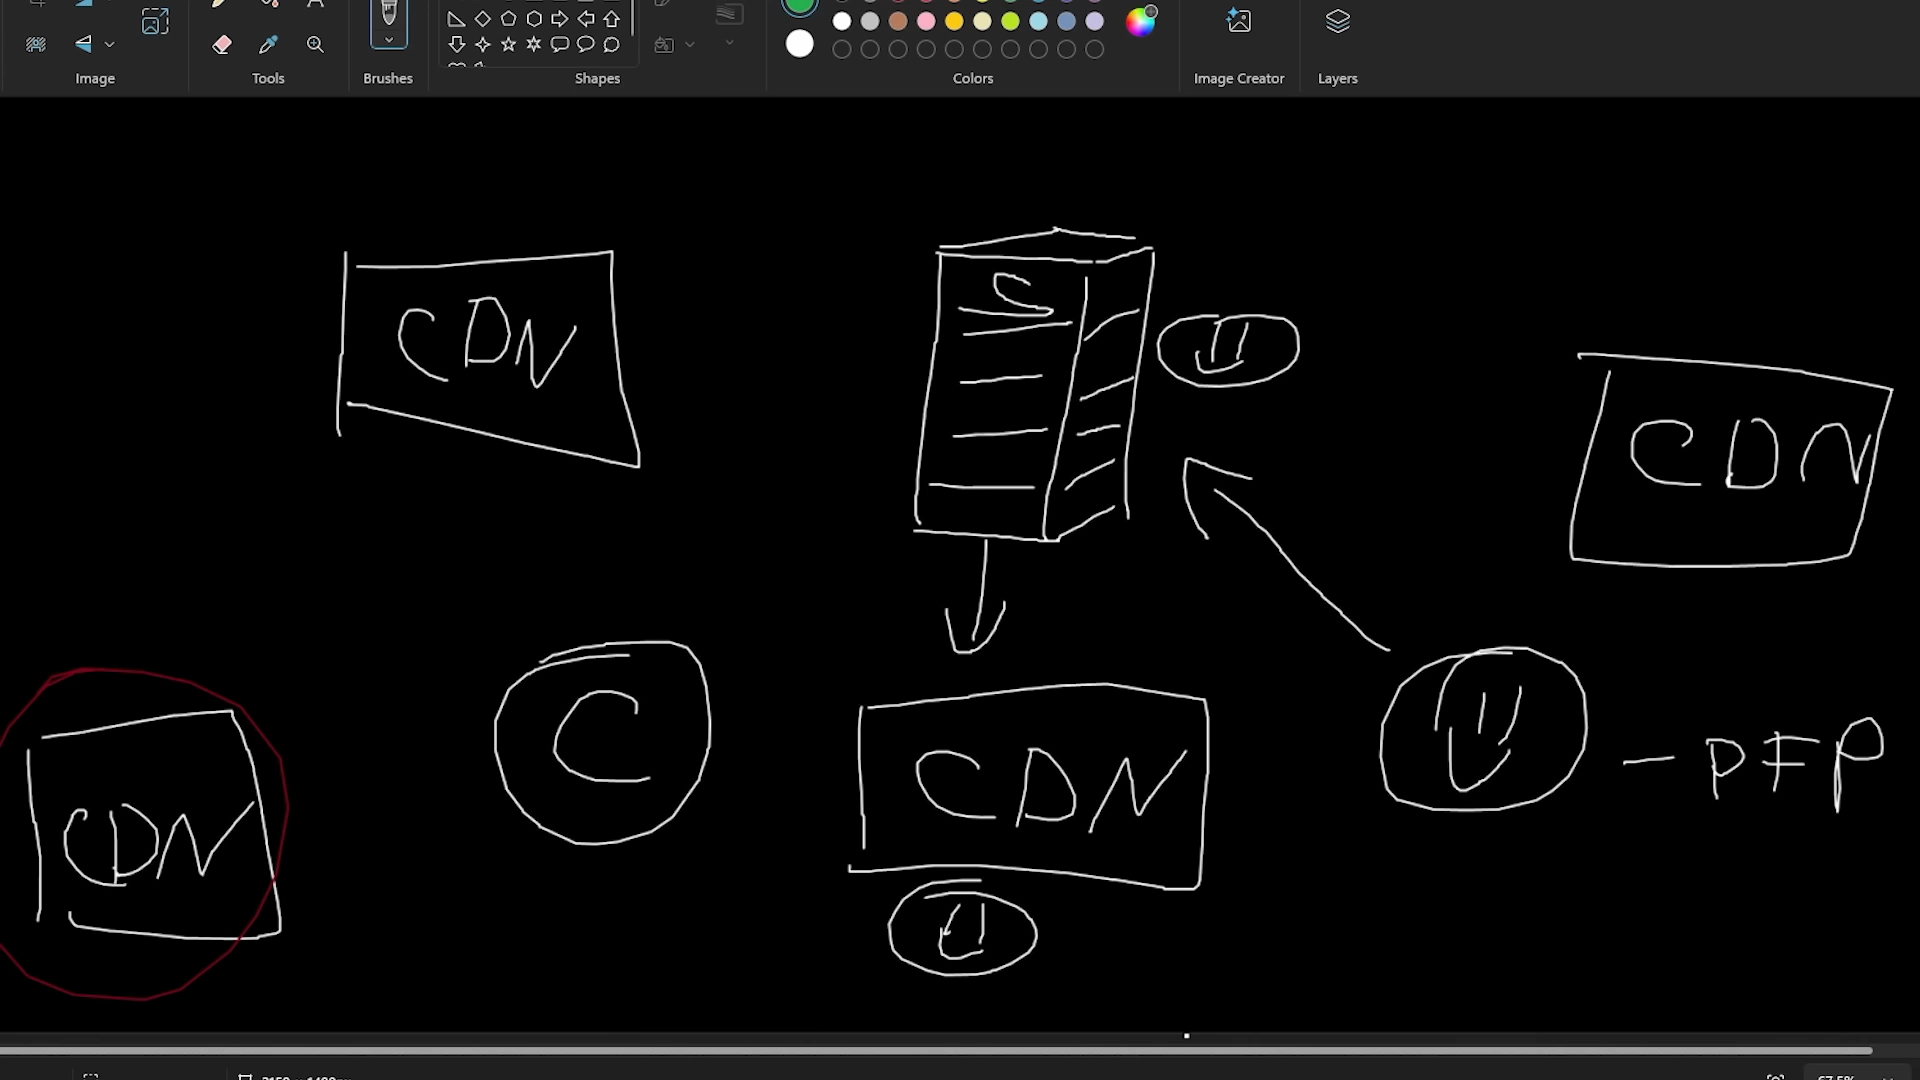 Image
Tools
Brushes
Shapes
Colors
Image Creator
Layers
S
CDN
U
CDN
C
CDN
U
- PFP
CDN
U